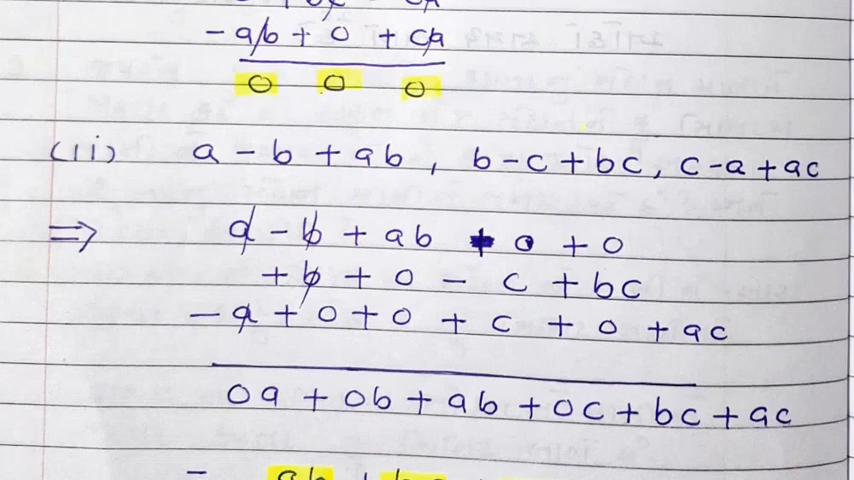 - ab + 0 + ca
0 0 0
(ii) a - b + ab , b - c + bc , c - a + ac
⇒ a - b + ab + 0 + 0
+ b + 0 - c + bc
- a + 0 + 0 + c + 0 + ac
0a + 0b + ab + 0c + bc + ac
= ab +